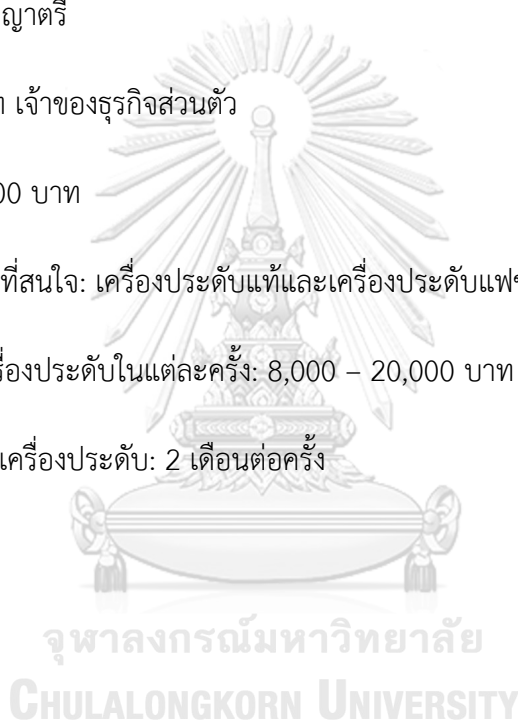 ญาตรี
เจ้าของธุรกิจส่วนตัว
00 บาท
ที่สนใจ: เครื่องประดับแท้และเครื่องประดับแฟ
องประดับในแต่ละครั้ง: 8,000 – 20,000 บาท
เครื่องประดับ: 2 เดือนต่อครั้ง
จุฬาลงกรณ์มหาวิทยาลัย
CHULALONGKORN UNIVERSITY